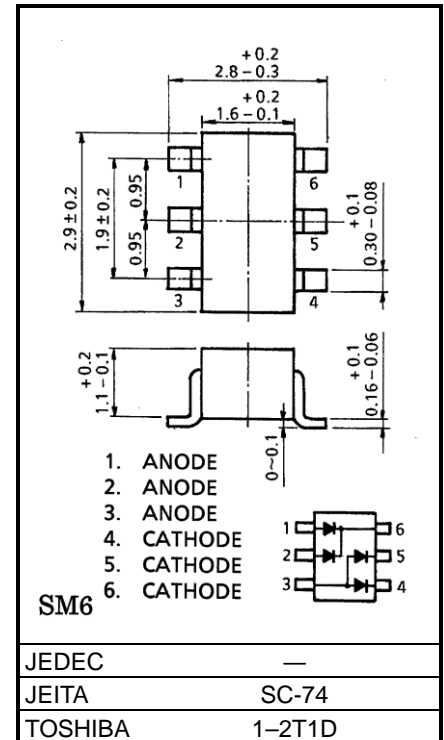 +0.2
2.8 – 0.3
+0.2
1.6 – 0.1
2.9 ± 0.2
1.9 ± 0.2
0.95
0.95
1
2
3
6
5
4
+0.1
0.30 – 0.08
+0.2
1.1 – 0.1
0~0.1
+0.1
0.16 – 0.06
1. ANODE
2. ANODE
3. ANODE
4. CATHODE
5. CATHODE
6. CATHODE
SM6
1
2
3
6
5
4
JEDEC —
JEITA SC-74
TOSHIBA 1–2T1D